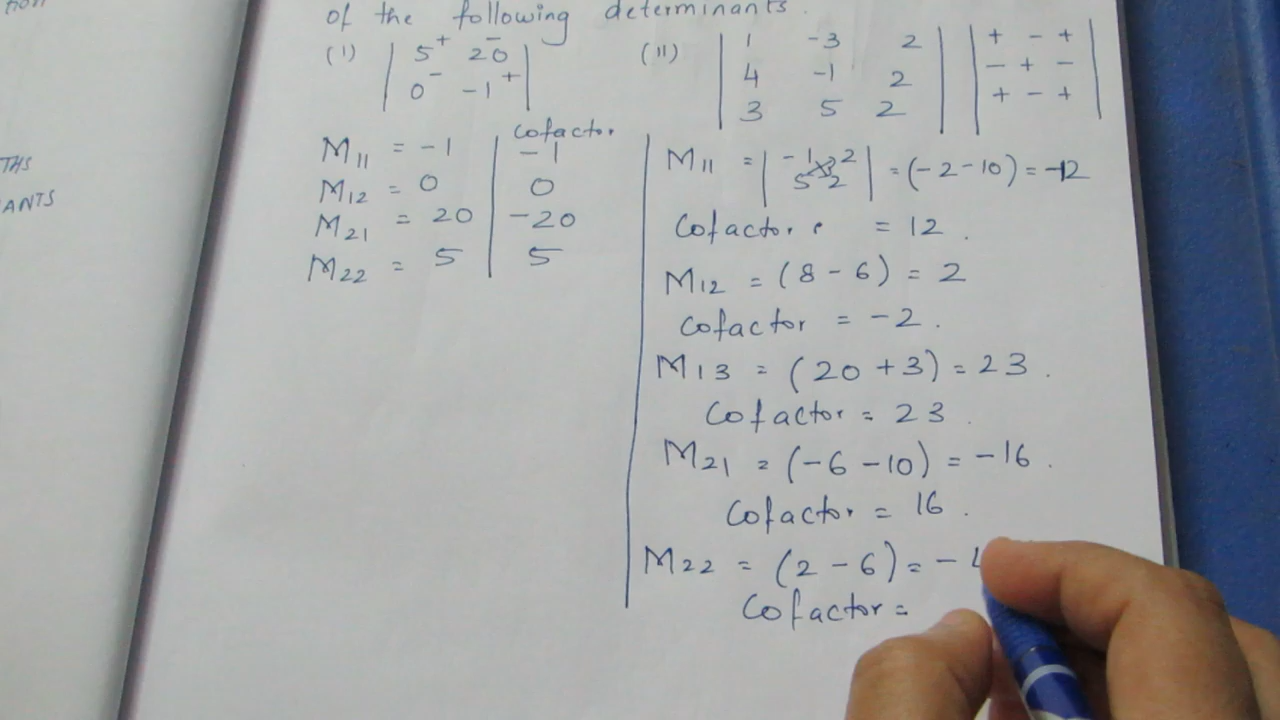 THS
ANTS
of the following determinants.
(i) | 5+ 20- |
| 0- -1+ |
Cofactor
M11 = -1 | -1
M12 = 0 | 0
M21 = 20 | -20
M22 = 5 | 5
(ii) | 1 -3 2 | | + - + |
| 4 -1 2 | | - + - |
| 3 5 2 | | + - + |
M11 = | -1 2 | = (-2-10) = -12
5 2
Cofactor = 12.
M12 = (8-6) = 2
Cofactor = -2.
M13 = (20+3) = 23.
Cofactor = 23.
M21 = (-6-10) = -16.
Cofactor = 16.
M22 = (2-6) = -4
Cofactor =